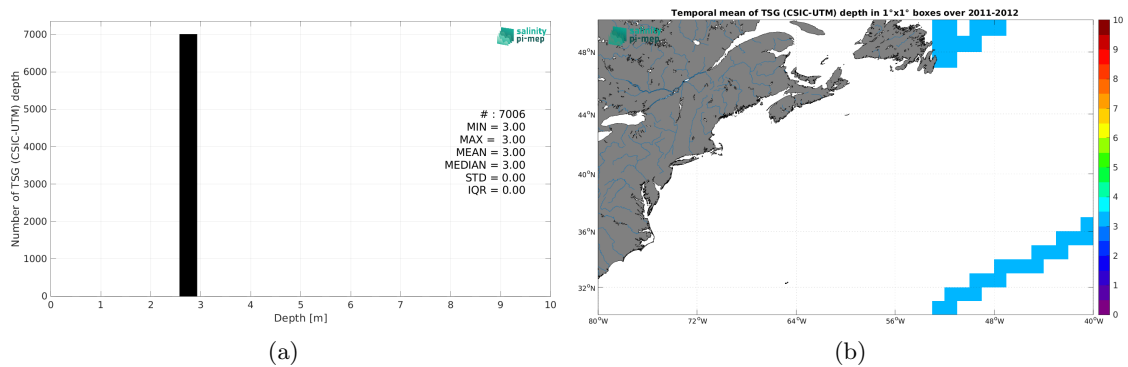 salinity
pi-mep
7000
6000
5000
4000
3000
2000
1000
0
Number of TSG (CSIC-UTM) depth
# : 7006
MIN = 3.00
MAX = 3.00
MEAN = 3.00
MEDIAN = 3.00
STD = 0.00
IQR = 0.00
0 1 2 3 4 5 6 7 8 9 10
Depth [m]
(a)
Temporal mean of TSG (CSIC-UTM) depth in 1°x1° boxes over 2011-2012
salinity
pi-mep
48°N
44°N
40°N
36°N
32°N
80°W 72°W 64°W 56°W 48°W 40°W
10
9
8
7
6
5
4
3
2
1
0
(b)